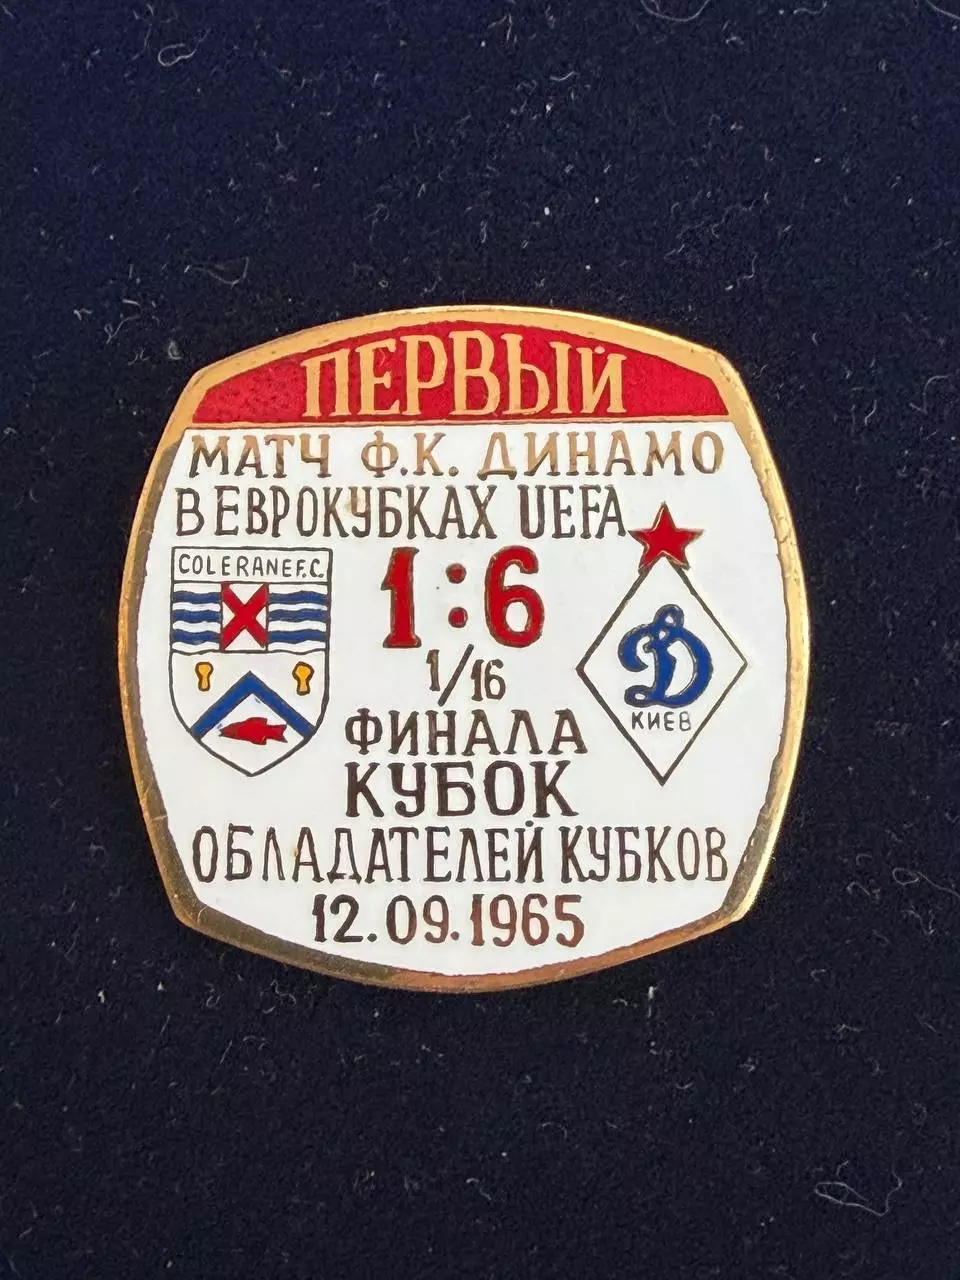 ПЕРВЫЙ
МАТЧ Ф.К. ДИНАМО
В ЕВРОКУБКАХ UEFA
COLERANE F.C.
1:6
1/16
КИЕВ
ФИНАЛА
КУБОК
ОБЛАДАТЕЛЕЙ КУБКОВ
12.09.1965